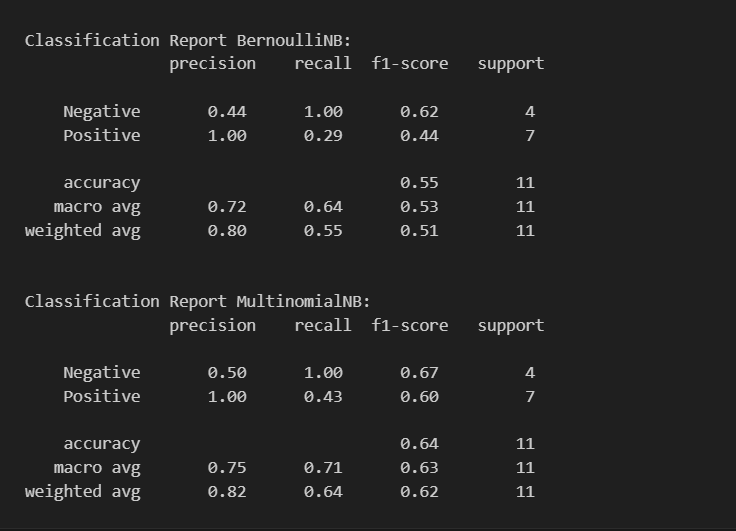 Classification Report BernoulliNB:
precision recall f1-score support
Negative 0.44 1.00 0.62 4
Positive 1.00 0.29 0.44 7
accuracy 0.55 11
macro avg 0.72 0.64 0.53 11
weighted avg 0.80 0.55 0.51 11
Classification Report MultinomialNB:
precision recall f1-score support
Negative 0.50 1.00 0.67 4
Positive 1.00 0.43 0.60 7
accuracy 0.64 11
macro avg 0.75 0.71 0.63 11
weighted avg 0.82 0.64 0.62 11